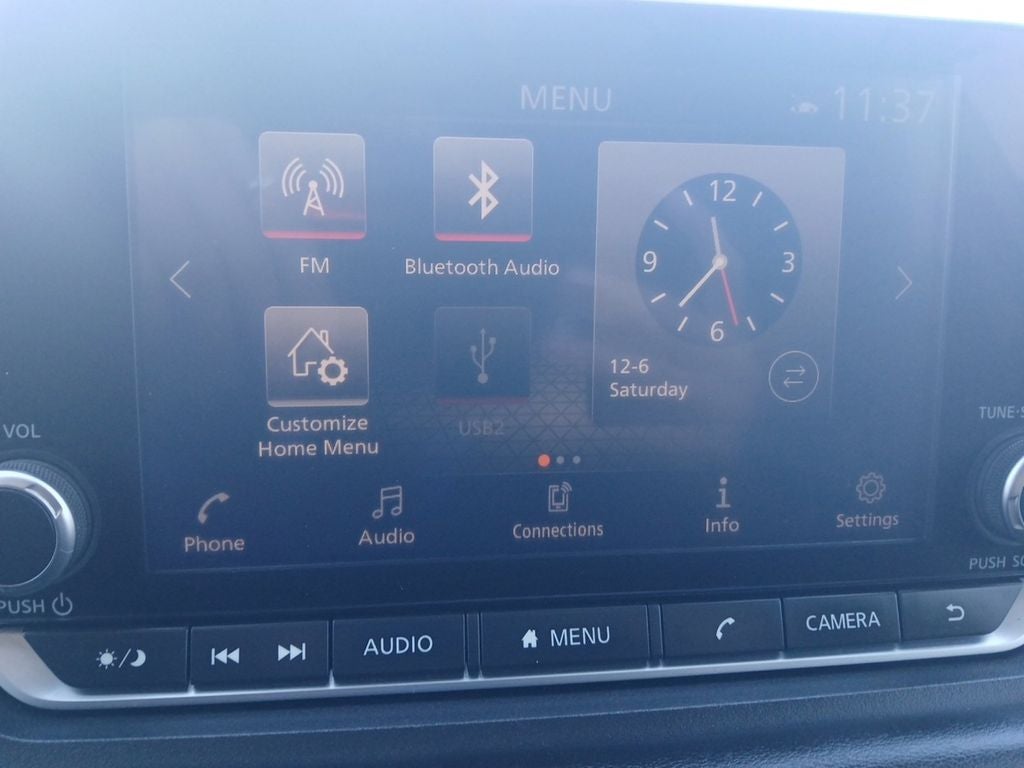 MENU
11:37
FM
Bluetooth Audio
12
9
3
6
12-6
Saturday
Customize
Home Menu
USB2
VOL
TUNE·S
Phone
Audio
Connections
Info
Settings
PUSH
PUSH SO
AUDIO
MENU
CAMERA